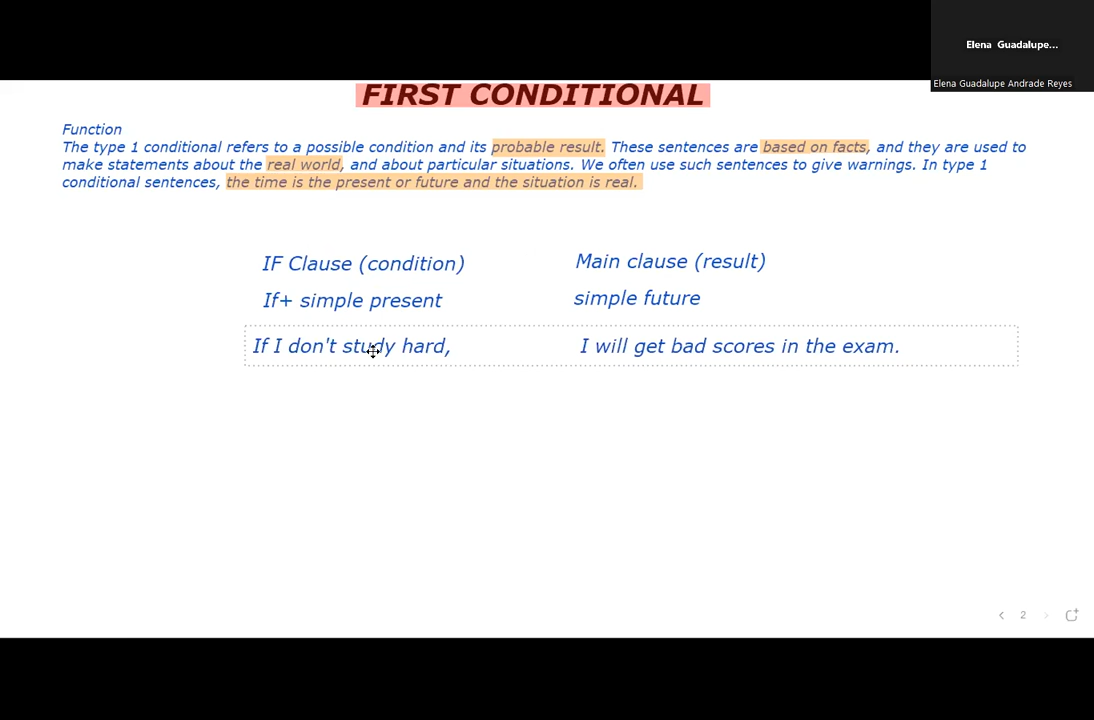 Elena Guadalupe...
Elena Guadalupe Andrade Reyes
FIRST CONDITIONAL
Function
The type 1 conditional refers to a possible condition and its probable result. These sentences are based on facts, and they are used to
make statements about the real world, and about particular situations. We often use such sentences to give warnings. In type 1
conditional sentences, the time is the present or future and the situation is real.
IF Clause (condition) Main clause (result)
If+ simple present simple future
If I don't study hard, I will get bad scores in the exam.
2